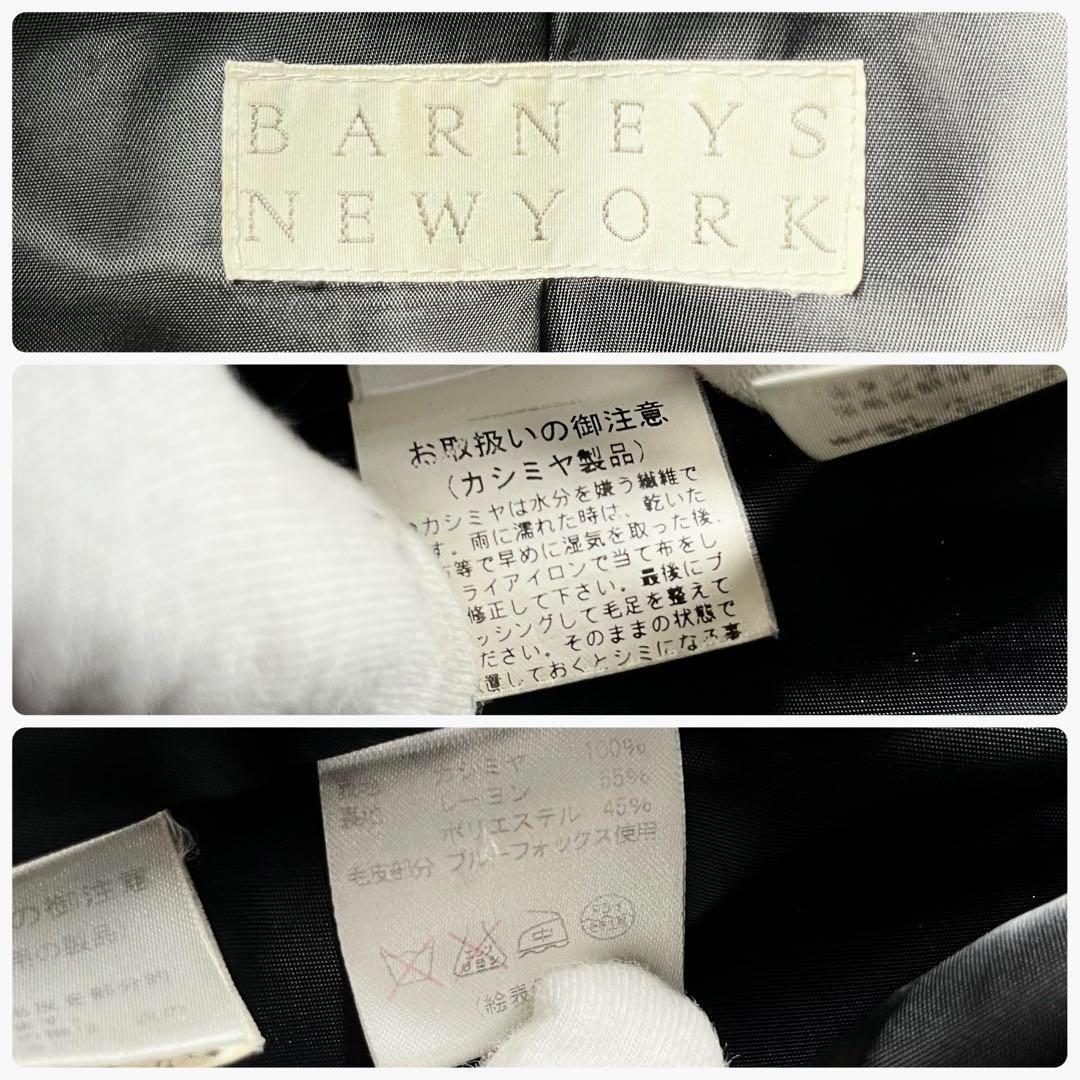 BARNEYS
NEWYORK
お取扱いの御注意
（カシミヤ製品）
カシミヤは水分を嫌う繊維で
す。雨に濡れた時は、乾いた
等で早めに湿気を取った後、
ライアイロンで当て布をし
修正して下さい。最後にブ
ッシングして毛足を整えて
ださい。そのままの状態で
置しておくとシミになる事
表地 カシミヤ 100%
裏地 レーヨン 55%
ポリエステル 45%
毛皮部分 ブルーフォックス使用
の御注意
（絵表